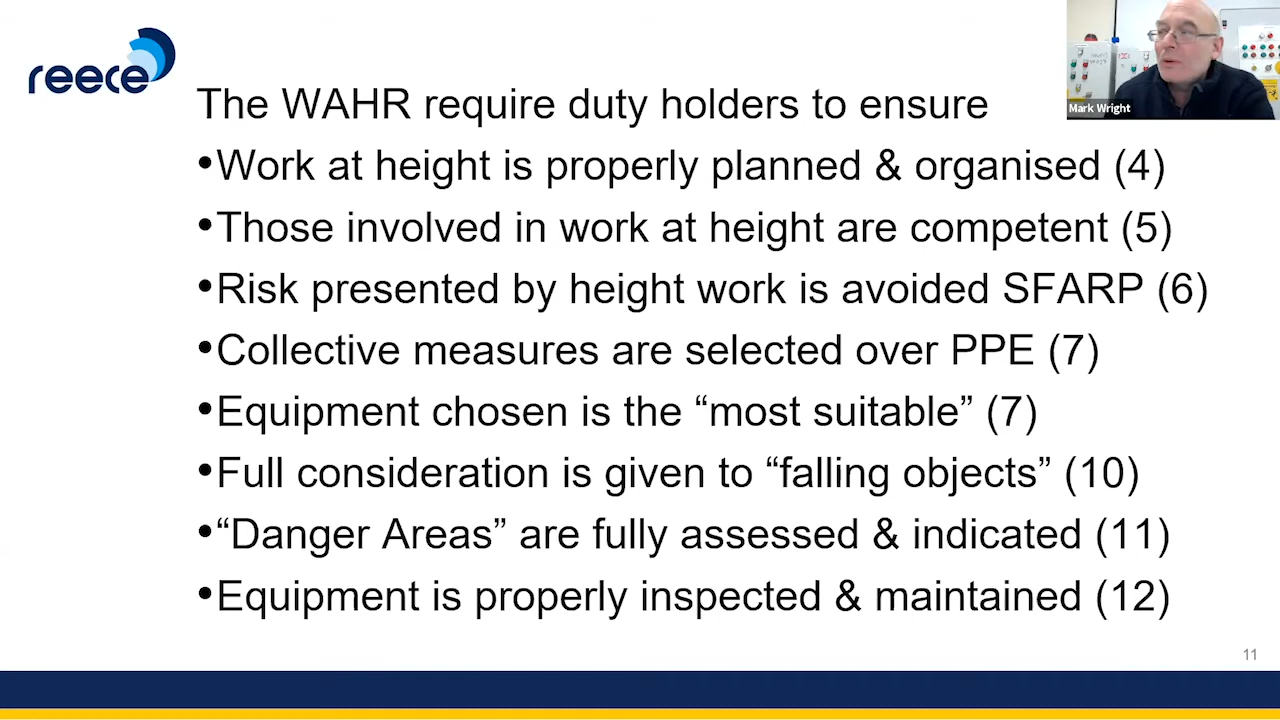 reece
The WAHR require duty holders to ensure
•Work at height is properly planned & organised (4)
•Those involved in work at height are competent (5)
•Risk presented by height work is avoided SFARP (6)
•Collective measures are selected over PPE (7)
•Equipment chosen is the “most suitable” (7)
•Full consideration is given to “falling objects” (10)
•“Danger Areas” are fully assessed & indicated (11)
•Equipment is properly inspected & maintained (12)
Mark Wright
11